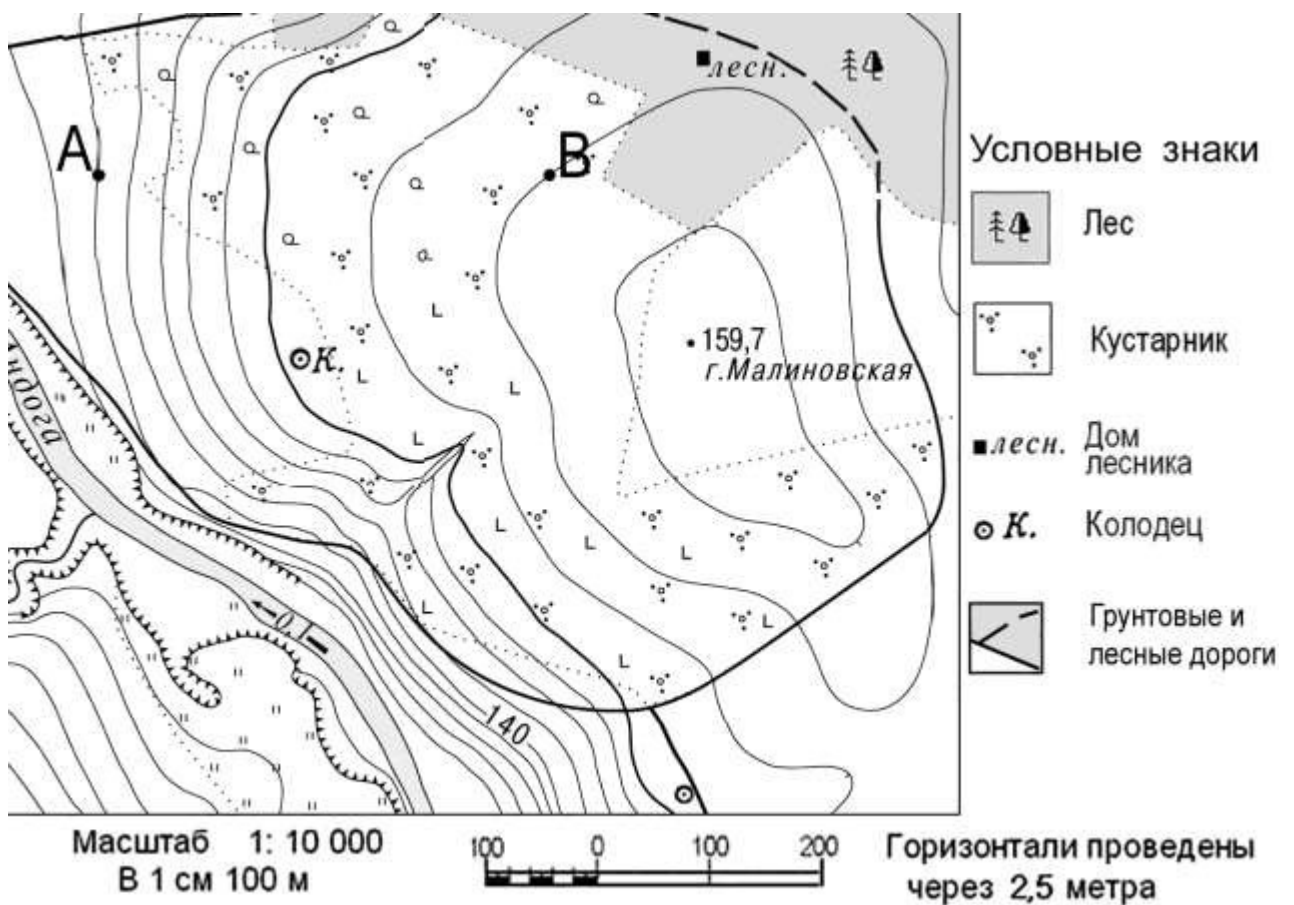 лесн.
А
В
159,7
г.Малиновская
К.
Андога
0,1
140
Условные знаки
Лес
Кустарник
лесн. Дом
лесника
К. Колодец
Грунтовые и
лесные дороги
Масштаб 1: 10 000
В 1 см 100 м
100 0 100 200
Горизонтали проведены
через 2,5 метра